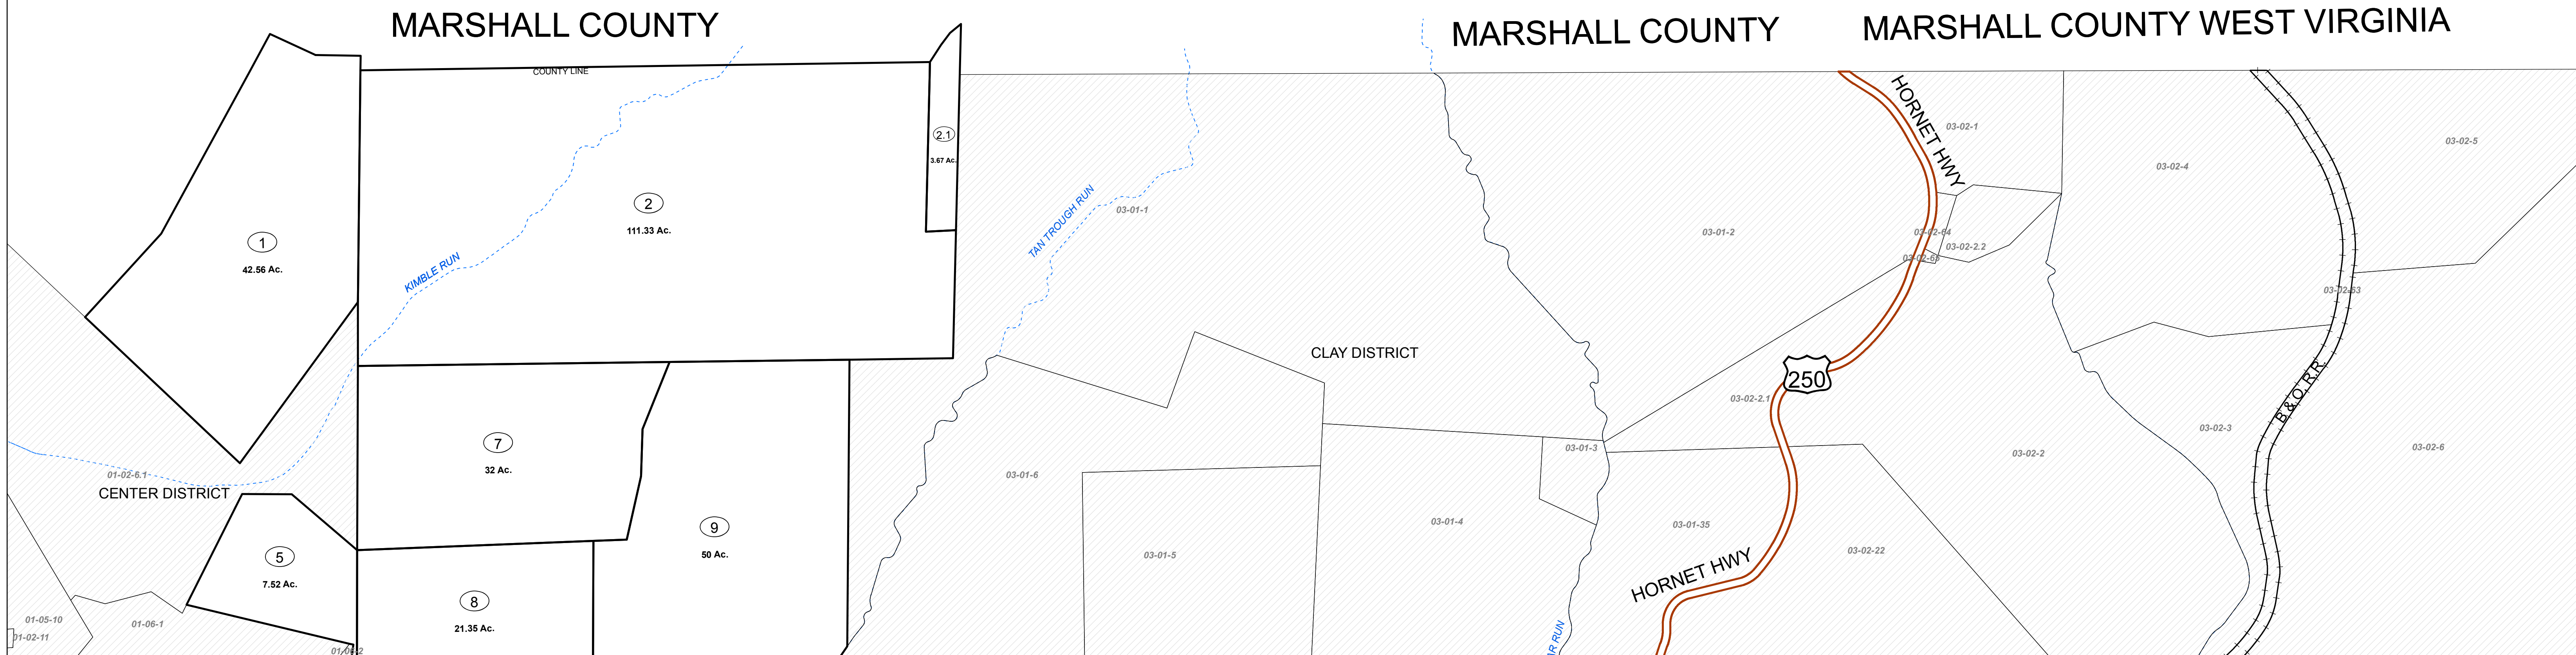 MARSHALL COUNTY
MARSHALL COUNTY
MARSHALL COUNTY WEST VIRGINIA
COUNTY LINE
HORNET HWY
2.1
3.67 Ac.
03-02-1
03-02-4
03-02-5
1
42.56 Ac.
2
111.33 Ac.
KIMBLE RUN
TAN TROUGH RUN
03-01-1
03-01-2
03-02-64
03-02-2.2
03-02-63
CLAY DISTRICT
250
03-02-2.1
B & O. R.R.
03-02-3
03-02-6
03-02-2
7
32 Ac.
01-02-6.1
CENTER DISTRICT
03-01-6
03-01-3
03-01-4
03-01-35
03-01-5
03-02-22
9
50 Ac.
5
7.52 Ac.
8
21.35 Ac.
HORNET HWY
01-05-10
01-02-11
01-06-1
AR RUN